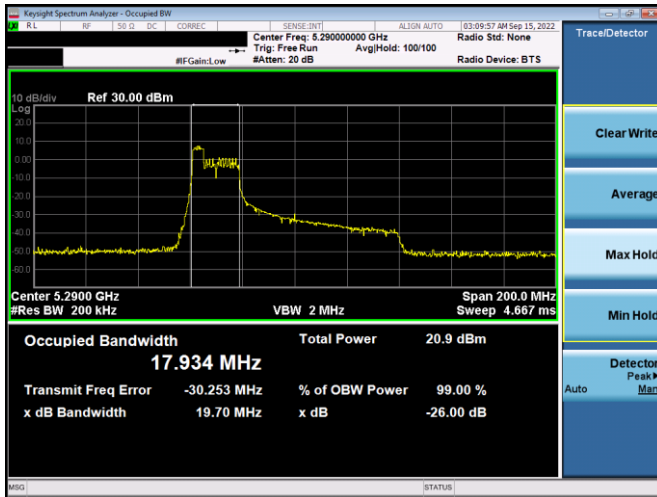 Keysight Spectrum Analyzer - Occupied BW
RL RF 50 Ω DC CORREC SENSE:INT ALIGN AUTO 03:09:57 AM Sep 15, 2022
Center Freq: 5.290000000 GHz Radio Std: None
Trig: Free Run Avg|Hold: 100/100
#IFGain:Low #Atten: 20 dB Radio Device: BTS
Trace/Detector
10 dB/div Ref 30.00 dBm
Log
20.0
10.0
0.00
-10.0
-20.0
-30.0
-40.0
-50.0
-60.0
Center 5.2900 GHz Span 200.0 MHz
#Res BW 200 kHz VBW 2 MHz Sweep 4.667 ms
Occupied Bandwidth Total Power 20.9 dBm
17.934 MHz
Transmit Freq Error -30.253 MHz % of OBW Power 99.00 %
x dB Bandwidth 19.70 MHz x dB -26.00 dB
Clear Write
Average
Max Hold
Min Hold
Detector
Peak
Auto Man
MSG STATUS